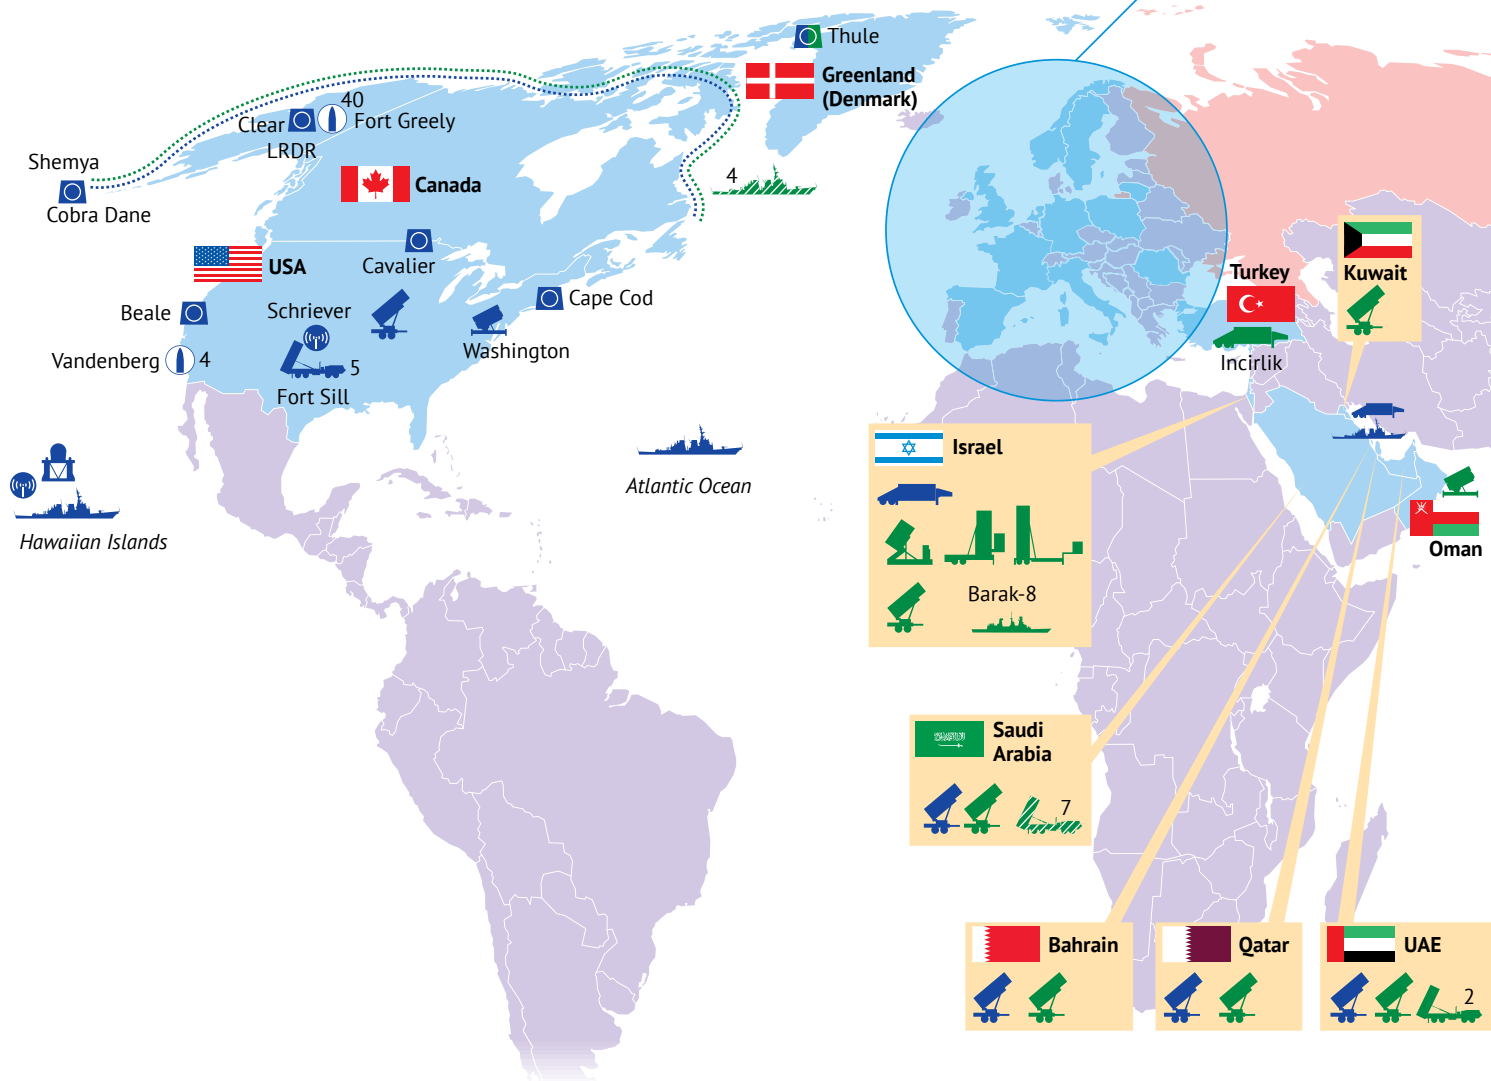 Thule
Greenland
(Denmark)
40
Clear
Fort Greely
LRDR
Shemya
Cobra Dane
Canada
4
USA
Cavalier
Beale
Schriever
Cape Cod
Washington
Vandenberg
4
5
Fort Sill
Hawaiian Islands
Atlantic Ocean
Turkey
Incirlik
Kuwait
Israel
Barak-8
Oman
Saudi
Arabia
7
Bahrain
Qatar
UAE
2